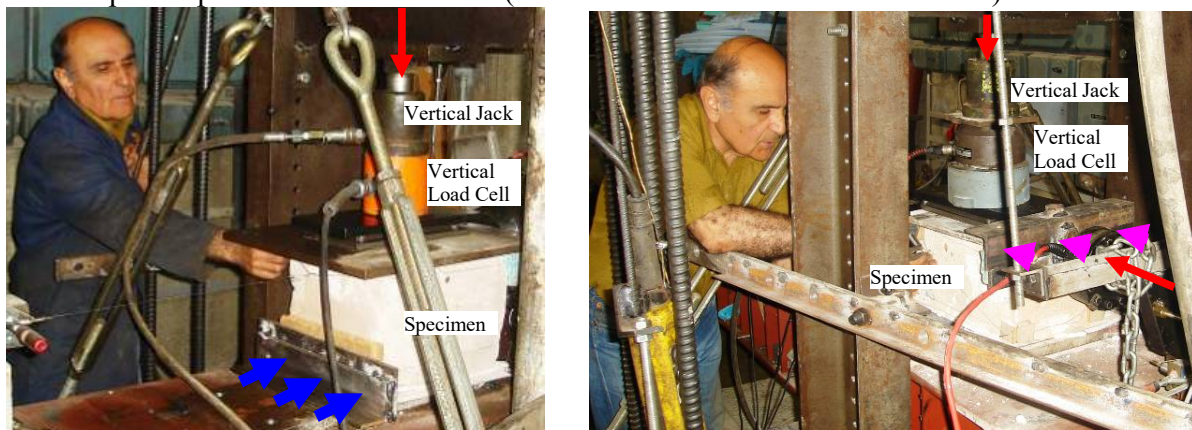 Vertical Jack
Vertical
Load Cell
Specimen
Vertical Jack
Vertical
Load Cell
Specimen